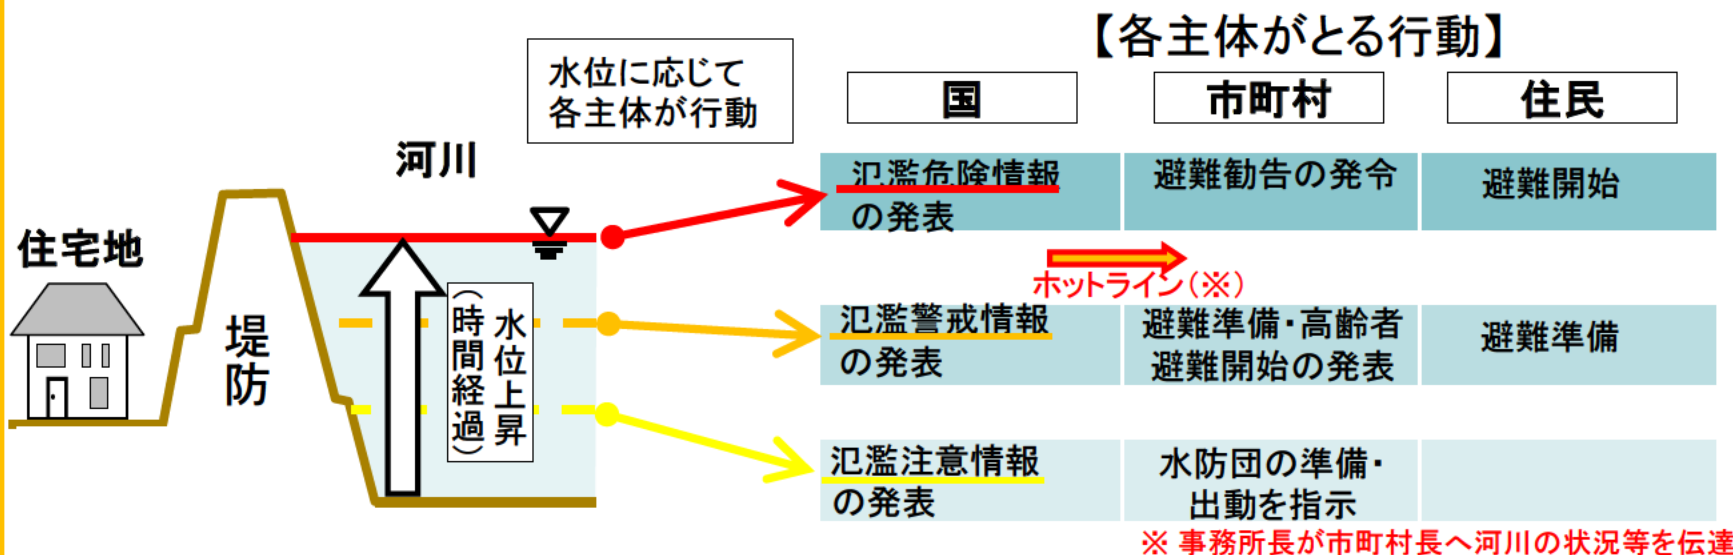 【各主体がとる行動】
水位に応じて
各主体が行動
国
市町村
住民
河川
住宅地
堤防
水位上昇
（時間経過）
氾濫危険情報
の発表
避難勧告の発令
避難開始
ホットライン（※）
氾濫警戒情報
の発表
避難準備・高齢者
避難開始の発表
避難準備
氾濫注意情報
の発表
水防団の準備・
出動を指示
※ 事務所長が市町村長へ河川の状況等を伝達